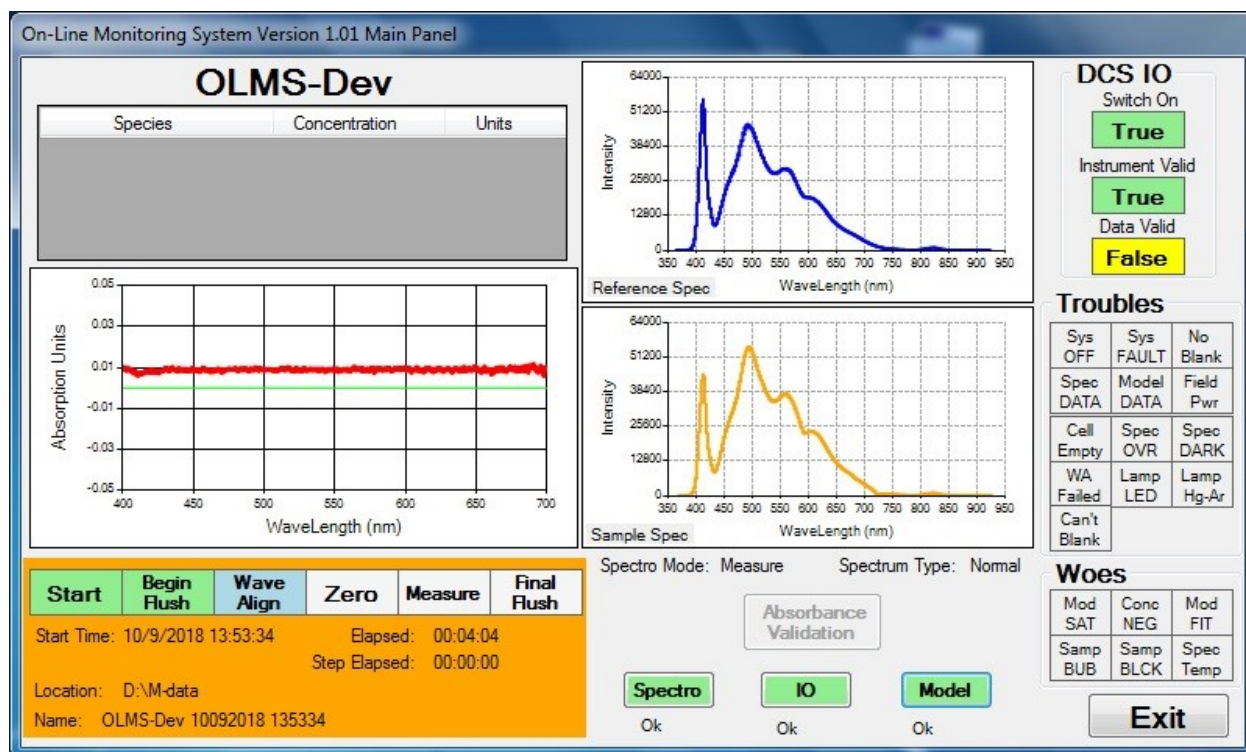 On-Line Monitoring System Version 1.01 Main Panel
OLMS-Dev
Species Concentration Units
0.05
0.03
0.01
-0.01
-0.03
-0.05
Absorption Units
400 450 500 550 600 650 700
WaveLength (nm)
64000
51200
38400
25600
12800
0
Intensity
350 400 450 500 550 600 650 700 750 800 850 900 950
Reference Spec WaveLength (nm)
64000
51200
38400
25600
12800
0
Intensity
350 400 450 500 550 600 650 700 750 800 850 900 950
Sample Spec WaveLength (nm)
DCS IO
Switch On
True
Instrument Valid
True
Data Valid
False
Troubles
Sys OFF
Sys FAULT
No Blank
Spec DATA
Model DATA
Field Pwr
Cell Empty
Spec OVR
Spec DARK
WA Failed
Lamp LED
Lamp Hg-Ar
Can't Blank
Woes
Mod SAT
Conc NEG
Mod FIT
Samp BUB
Samp BLCK
Spec Temp
Exit
Start
Begin Flush
Wave Align
Zero
Measure
Final Flush
Start Time: 10/9/2018 13:53:34 Elapsed: 00:04:04
Step Elapsed: 00:00:00
Location: D:\M-data
Name: OLMS-Dev 10092018 135334
Spectro Mode: Measure Spectrum Type: Normal
Absorbance
Validation
Spectro IO Model
Ok Ok Ok